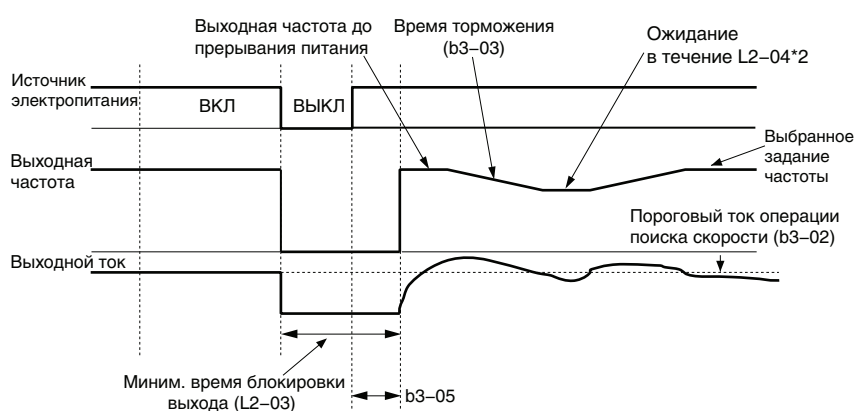 Выходная частота до
прерывания питания
Время торможения
(b3–03)
Ожидание
в течение L2–04*2
Источник
электропитания
ВКЛ
ВЫКЛ
Выходная
частота
Выбранное
задание
частоты
Пороговый ток операции
поиска скорости (b3–02)
Выходной ток
Миним. время блокировки
выхода (L2–03)
b3–05